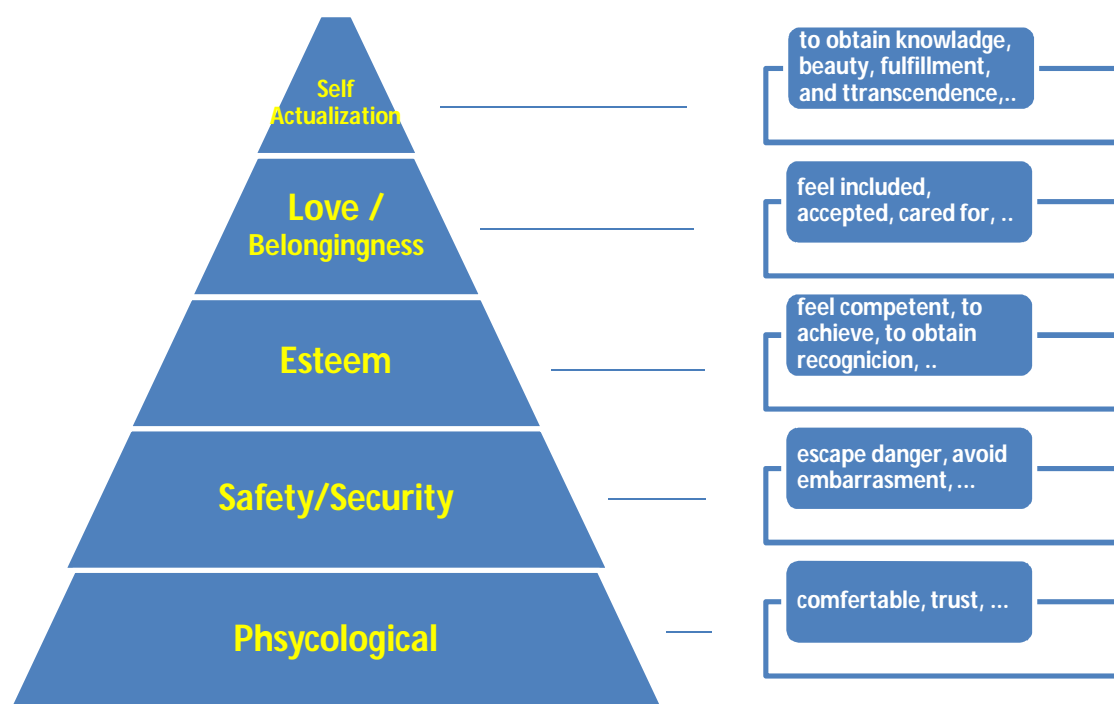 Self
Actualization
to obtain knowladge,
beauty, fulfillment,
and ttranscendence,..
Love /
Belongingness
feel included,
accepted, cared for, ..
Esteem
feel competent, to
achieve, to obtain
recognicion, ..
Safety/Security
escape danger, avoid
embarrasment, ...
Phsycological
comfertable, trust, ...